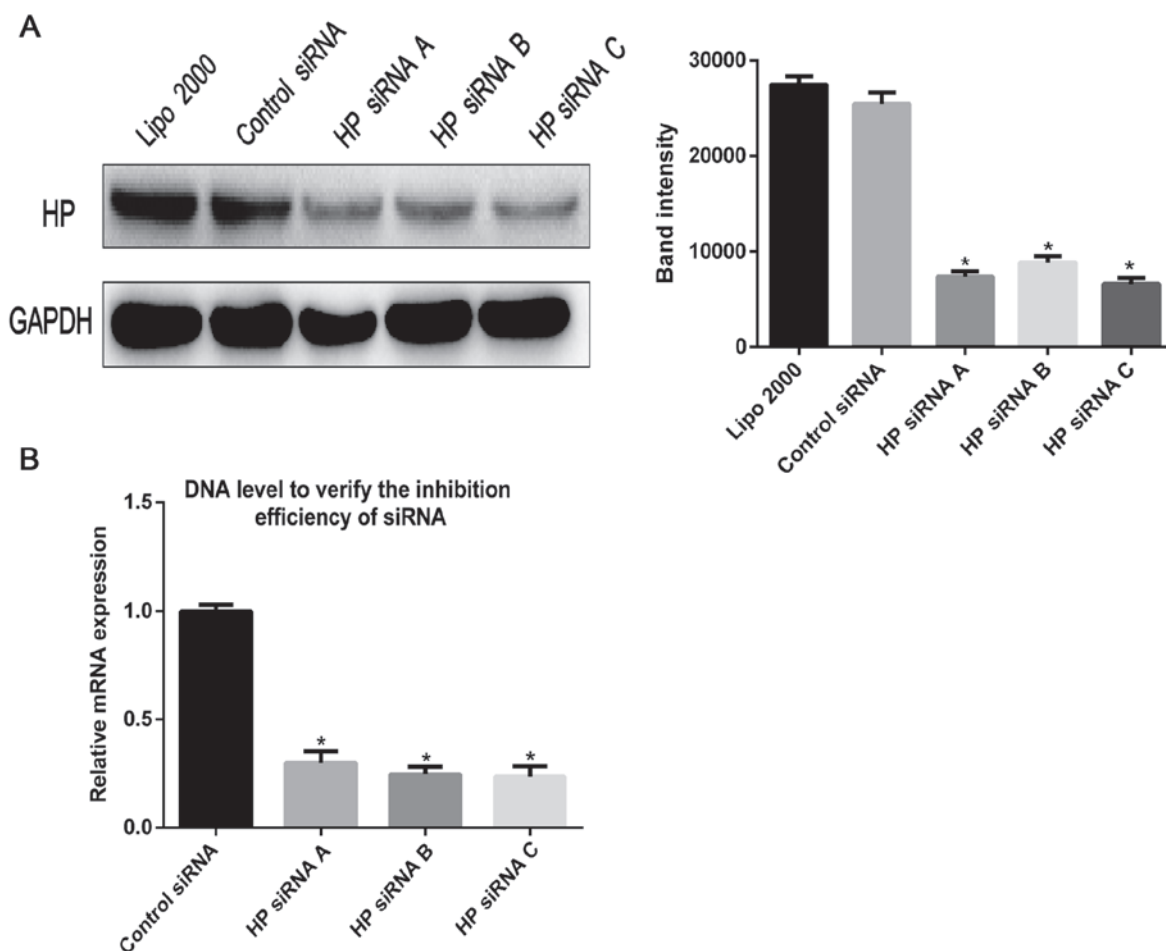 A
Lipo 2000
Control siRNA
HP siRNA A
HP siRNA B
HP siRNA C
HP
GAPDH
Band intensity
30000
20000
10000
0
*
*
*
Lipo 2000
Control siRNA
HP siRNA A
HP siRNA B
HP siRNA C
B
DNA level to verify the inhibition
efficiency of siRNA
Relative mRNA expression
1.5
1.0
0.5
0.0
*
*
*
Control siRNA
HP siRNA A
HP siRNA B
HP siRNA C